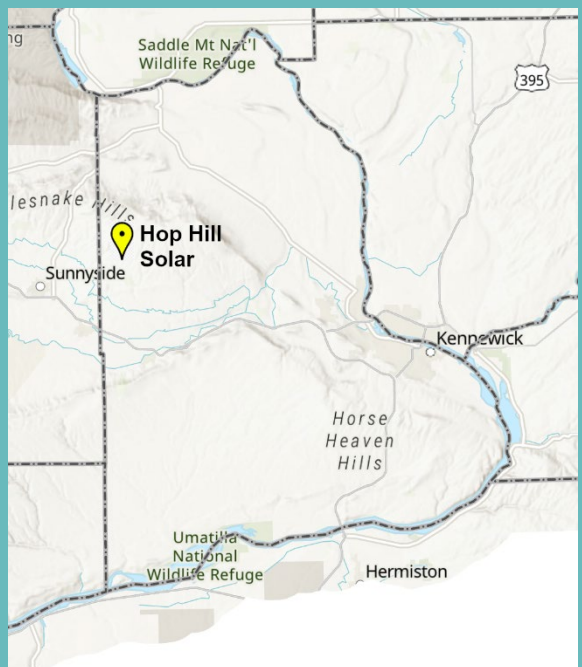 ng
Saddle Mt Nat'l
Wildlife Refuge
395
lesnake Hills
Hop Hill
Solar
Sunnyside
Kennewick
Horse
Heaven
Hills
Umatilla
National
Wildlife Refuge
Hermiston